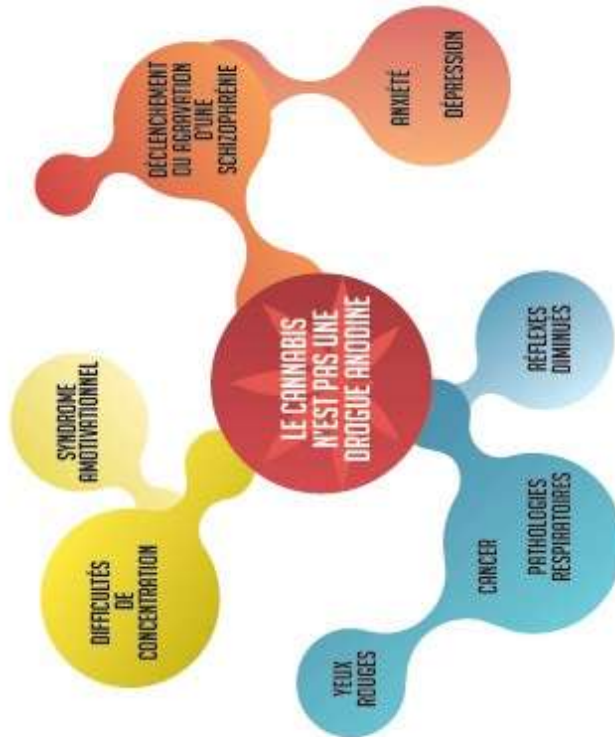 DÉCLENCHEMENT
OU AGRAVATION
D'UNE
SCHIZOPHRÉNIE
ANXIÉTÉ
DÉPRESSION
SYNDROME
AMOTIVATIONNEL
DIFFICULTÉS
DE
CONCENTRATION
LE CANNABIS
N'EST PAS UNE
DROGUE ANODINE
RÉFLEXES
DIMINUÉS
CANCER
PATHOLOGIES
RESPIRATOIRES
YEUX
ROUGES